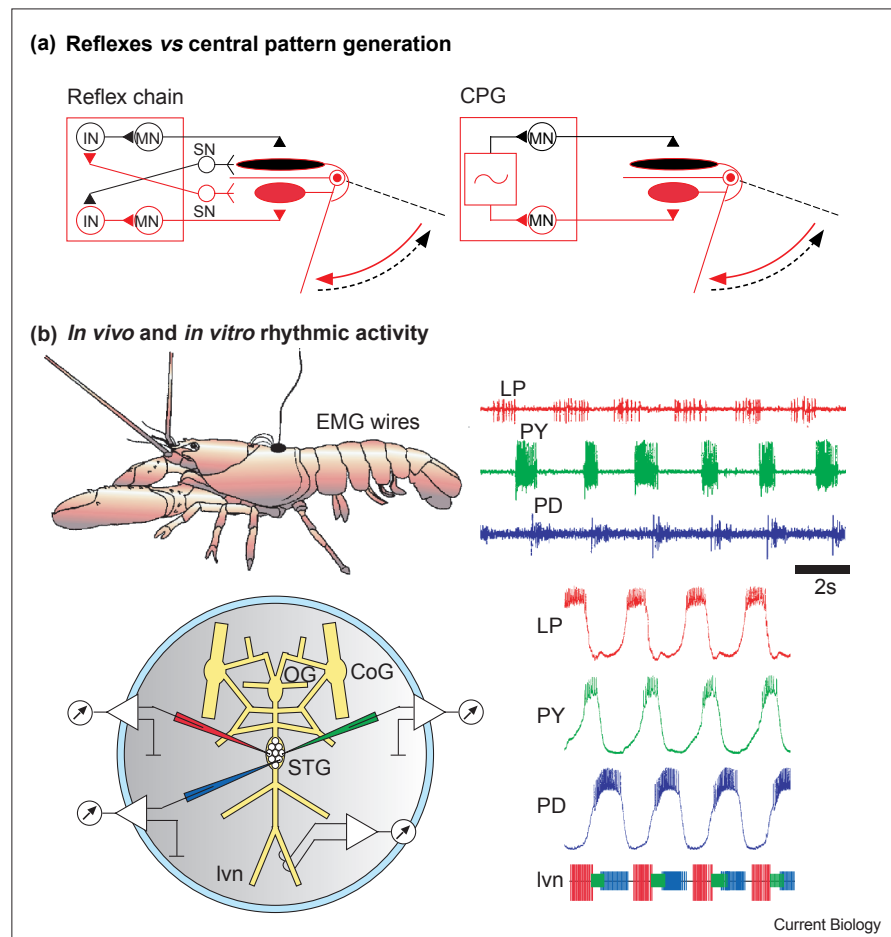 (a) Reflexes vs central pattern generation
Reflex chain
CPG
IN
MN
SN
IN
MN
SN
MN
MN
(b) In vivo and in vitro rhythmic activity
EMG wires
LP
PY
PD
2s
OG
CoG
STG
lvn
LP
PY
PD
lvn
Current Biology